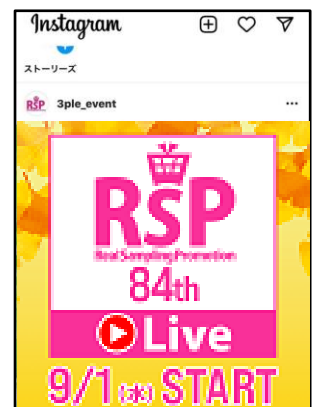 Instagram
ストーリーズ
RSP 3ple_event
RSP
Real Sampling Promotion
84th
Live
9/1(水) START